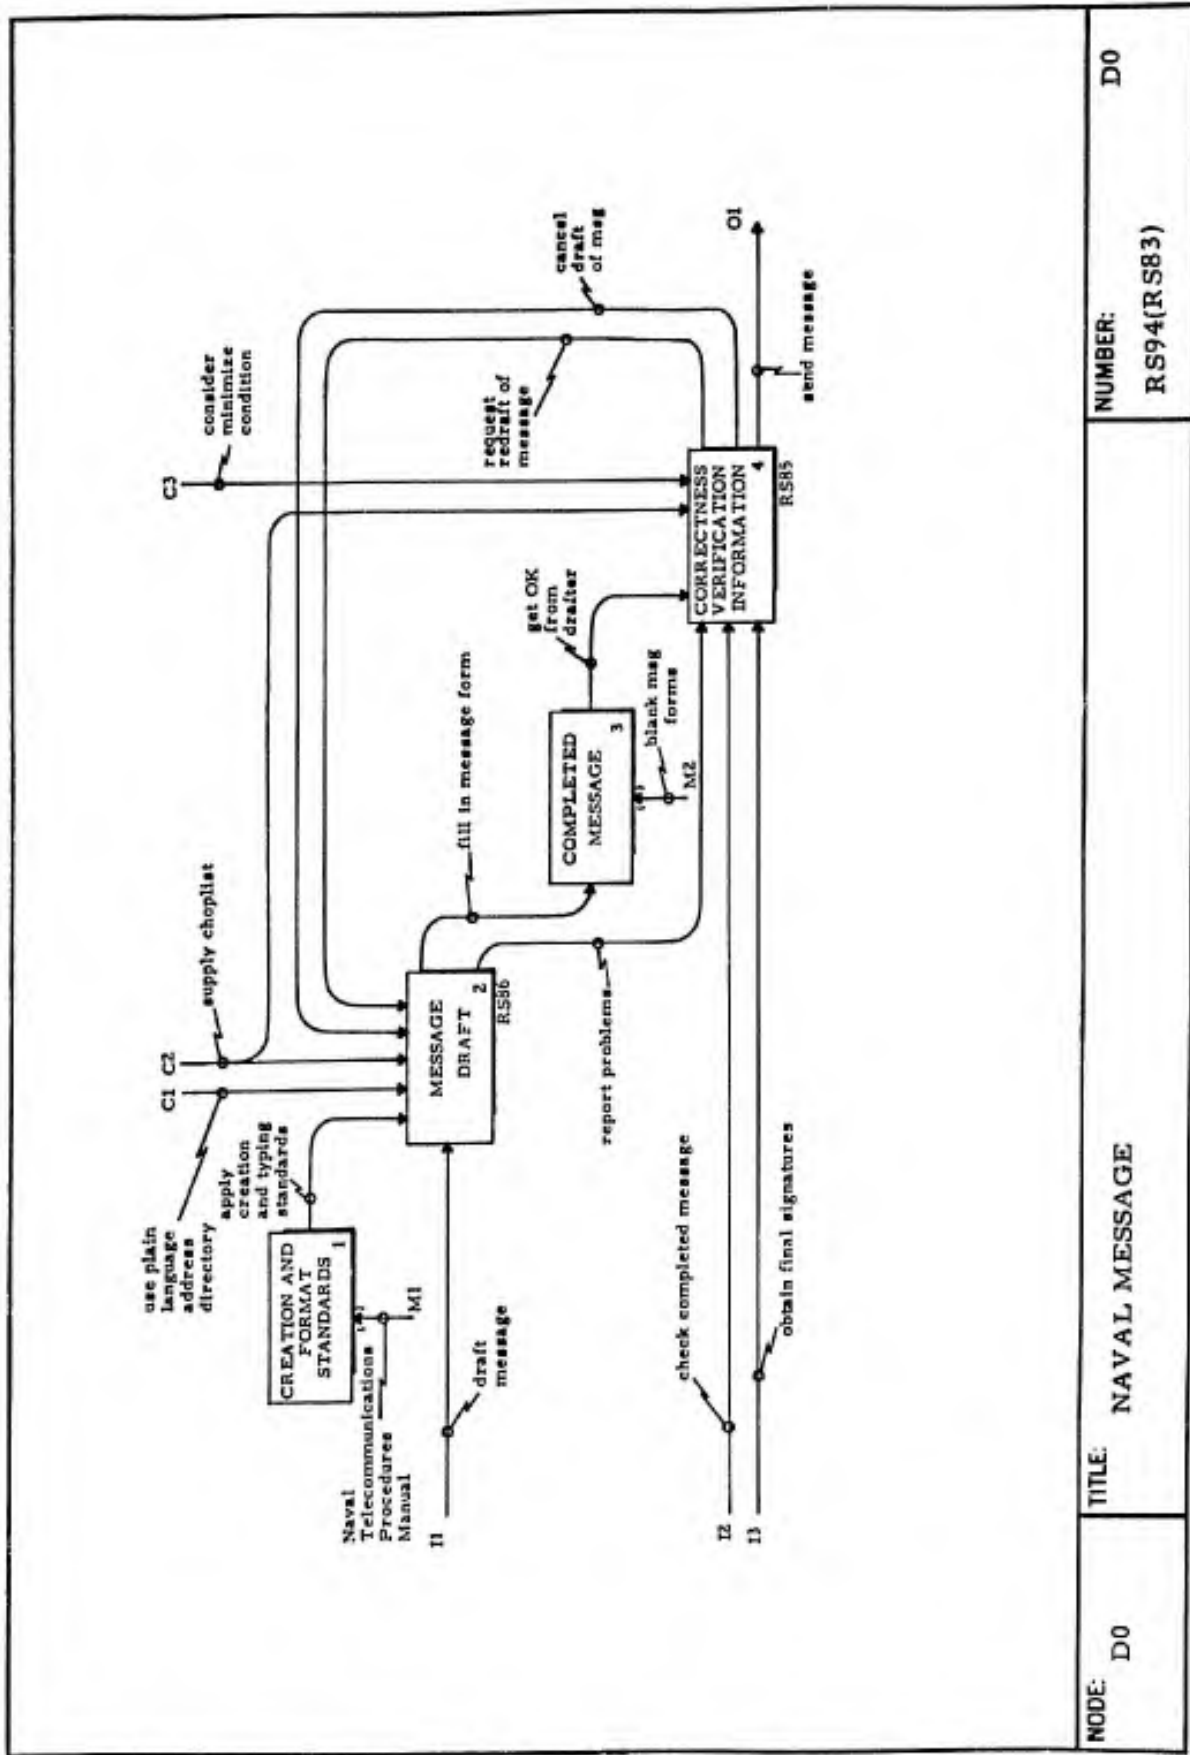 C1
C2
C3
use plain
language
address
directory
supply choplist
consider
minimize
condition
apply
creation
and typing
standards
CREATION AND
FORMAT
STANDARDS
1
Naval
Telecommunications
Procedures
Manual
M1
I1
draft
message
MESSAGE
DRAFT
2
RS86
fill in message form
request
redraft of
message
cancel
draft
of msg
get OK
from
drafter
COMPLETED
MESSAGE
3
blank msg
forms
M2
report problems
CORRECTNESS
VERIFICATION
INFORMATION
4
RS85
O1
send message
check completed message
I2
I3
obtain final signatures
NODE:
D0
TITLE:
NAVAL MESSAGE
NUMBER:
D0
RS94(RS83)